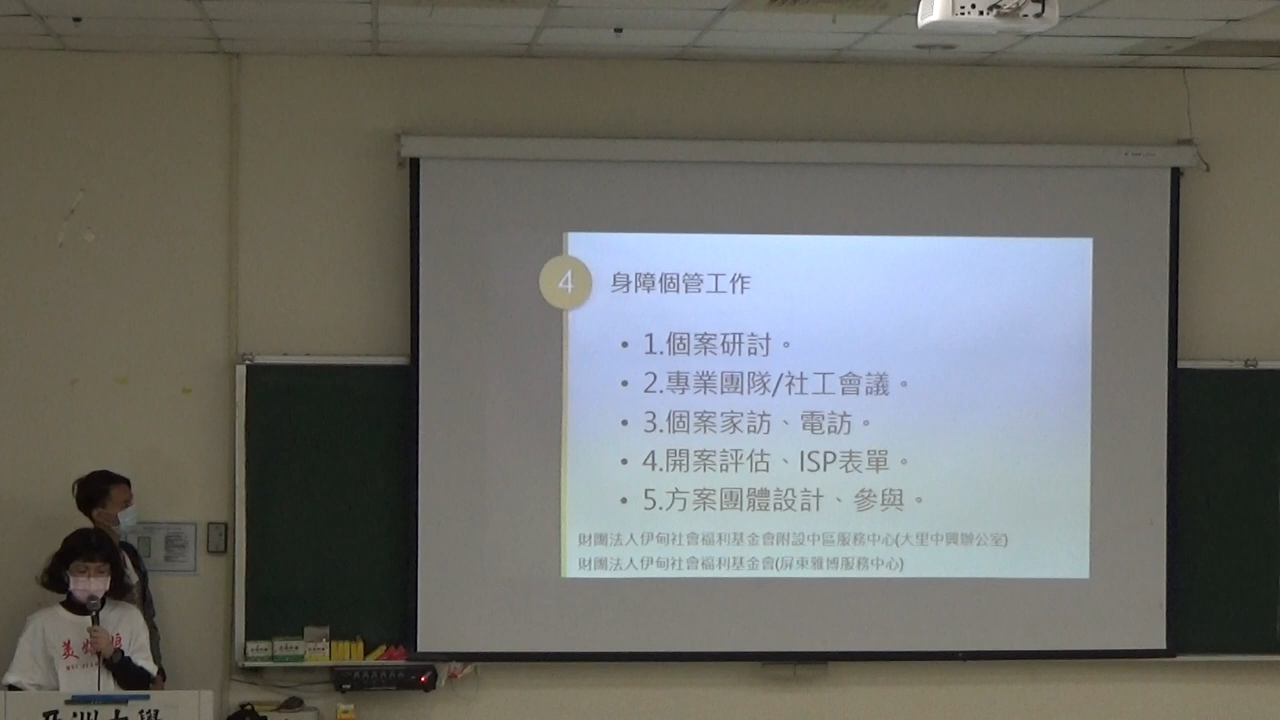 4
身障個管工作
• 1.個案研討。
• 2.專業團隊/社工會議。
• 3.個案家訪、電訪。
• 4.開案評估、ISP表單。
• 5.方案團體設計、參與。
財團法人伊甸社會福利基金會附設中區服務中心(大里中興辦公室)
財團法人伊甸社會福利基金會(屏東雅博服務中心)
亞洲大學